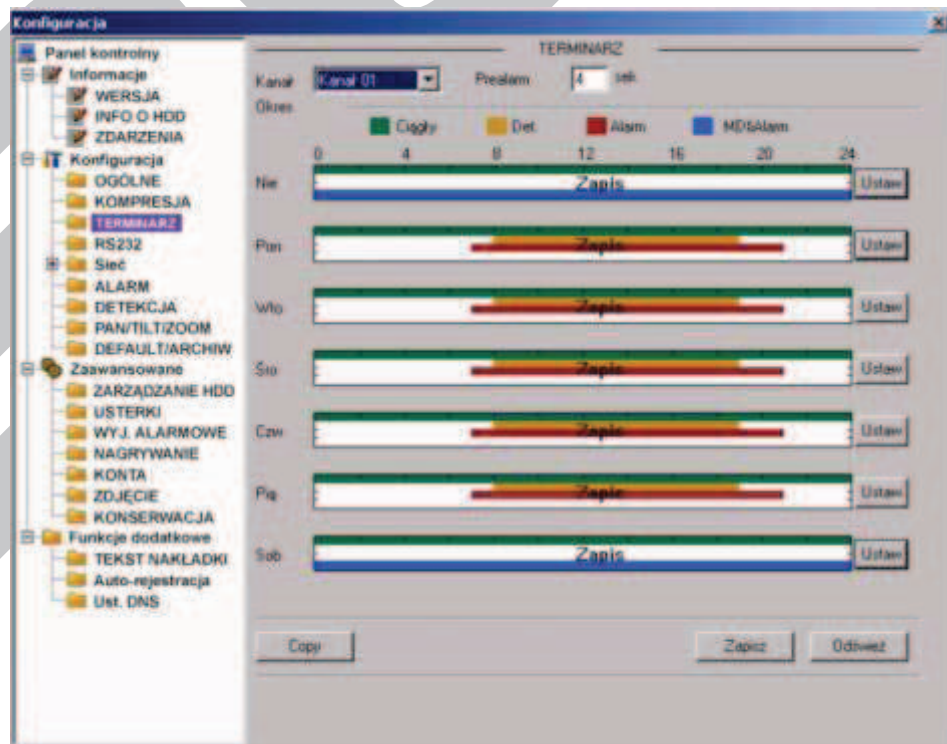 Konfiguracja
Panel kontrolny
Informacje
WERSJA
INFO O HDD
ZDARZENIA
Konfiguracja
OGÓLNE
KOMPRESJA
TERMINARZ
RS232
Sieć
ALARM
DETEKCJA
PAN/TILT/ZOOM
DEFAULT/ARCHIW
Zaawansowane
ZARZĄDZANIE HDD
USTERKI
WYJ. ALARMOWE
NAGRYWANIE
KONTA
ZDJĘCIE
KONSERWACJA
Funkcje dodatkowe
TEKST NAKŁADKI
Auto-rejestracja
Ust. DNS
TERMINARZ
Kanał Kanał 01 Prealarm 4 sek
Okres
Ciągły Det. Alarm MD&Alarm
0 4 8 12 16 20 24
Nie Zapis Ustaw
Pon Zapis Ustaw
Wto Zapis Ustaw
Śro Zapis Ustaw
Czw Zapis Ustaw
Pią Zapis Ustaw
Sob Zapis Ustaw
Copy Zapisz Odśwież